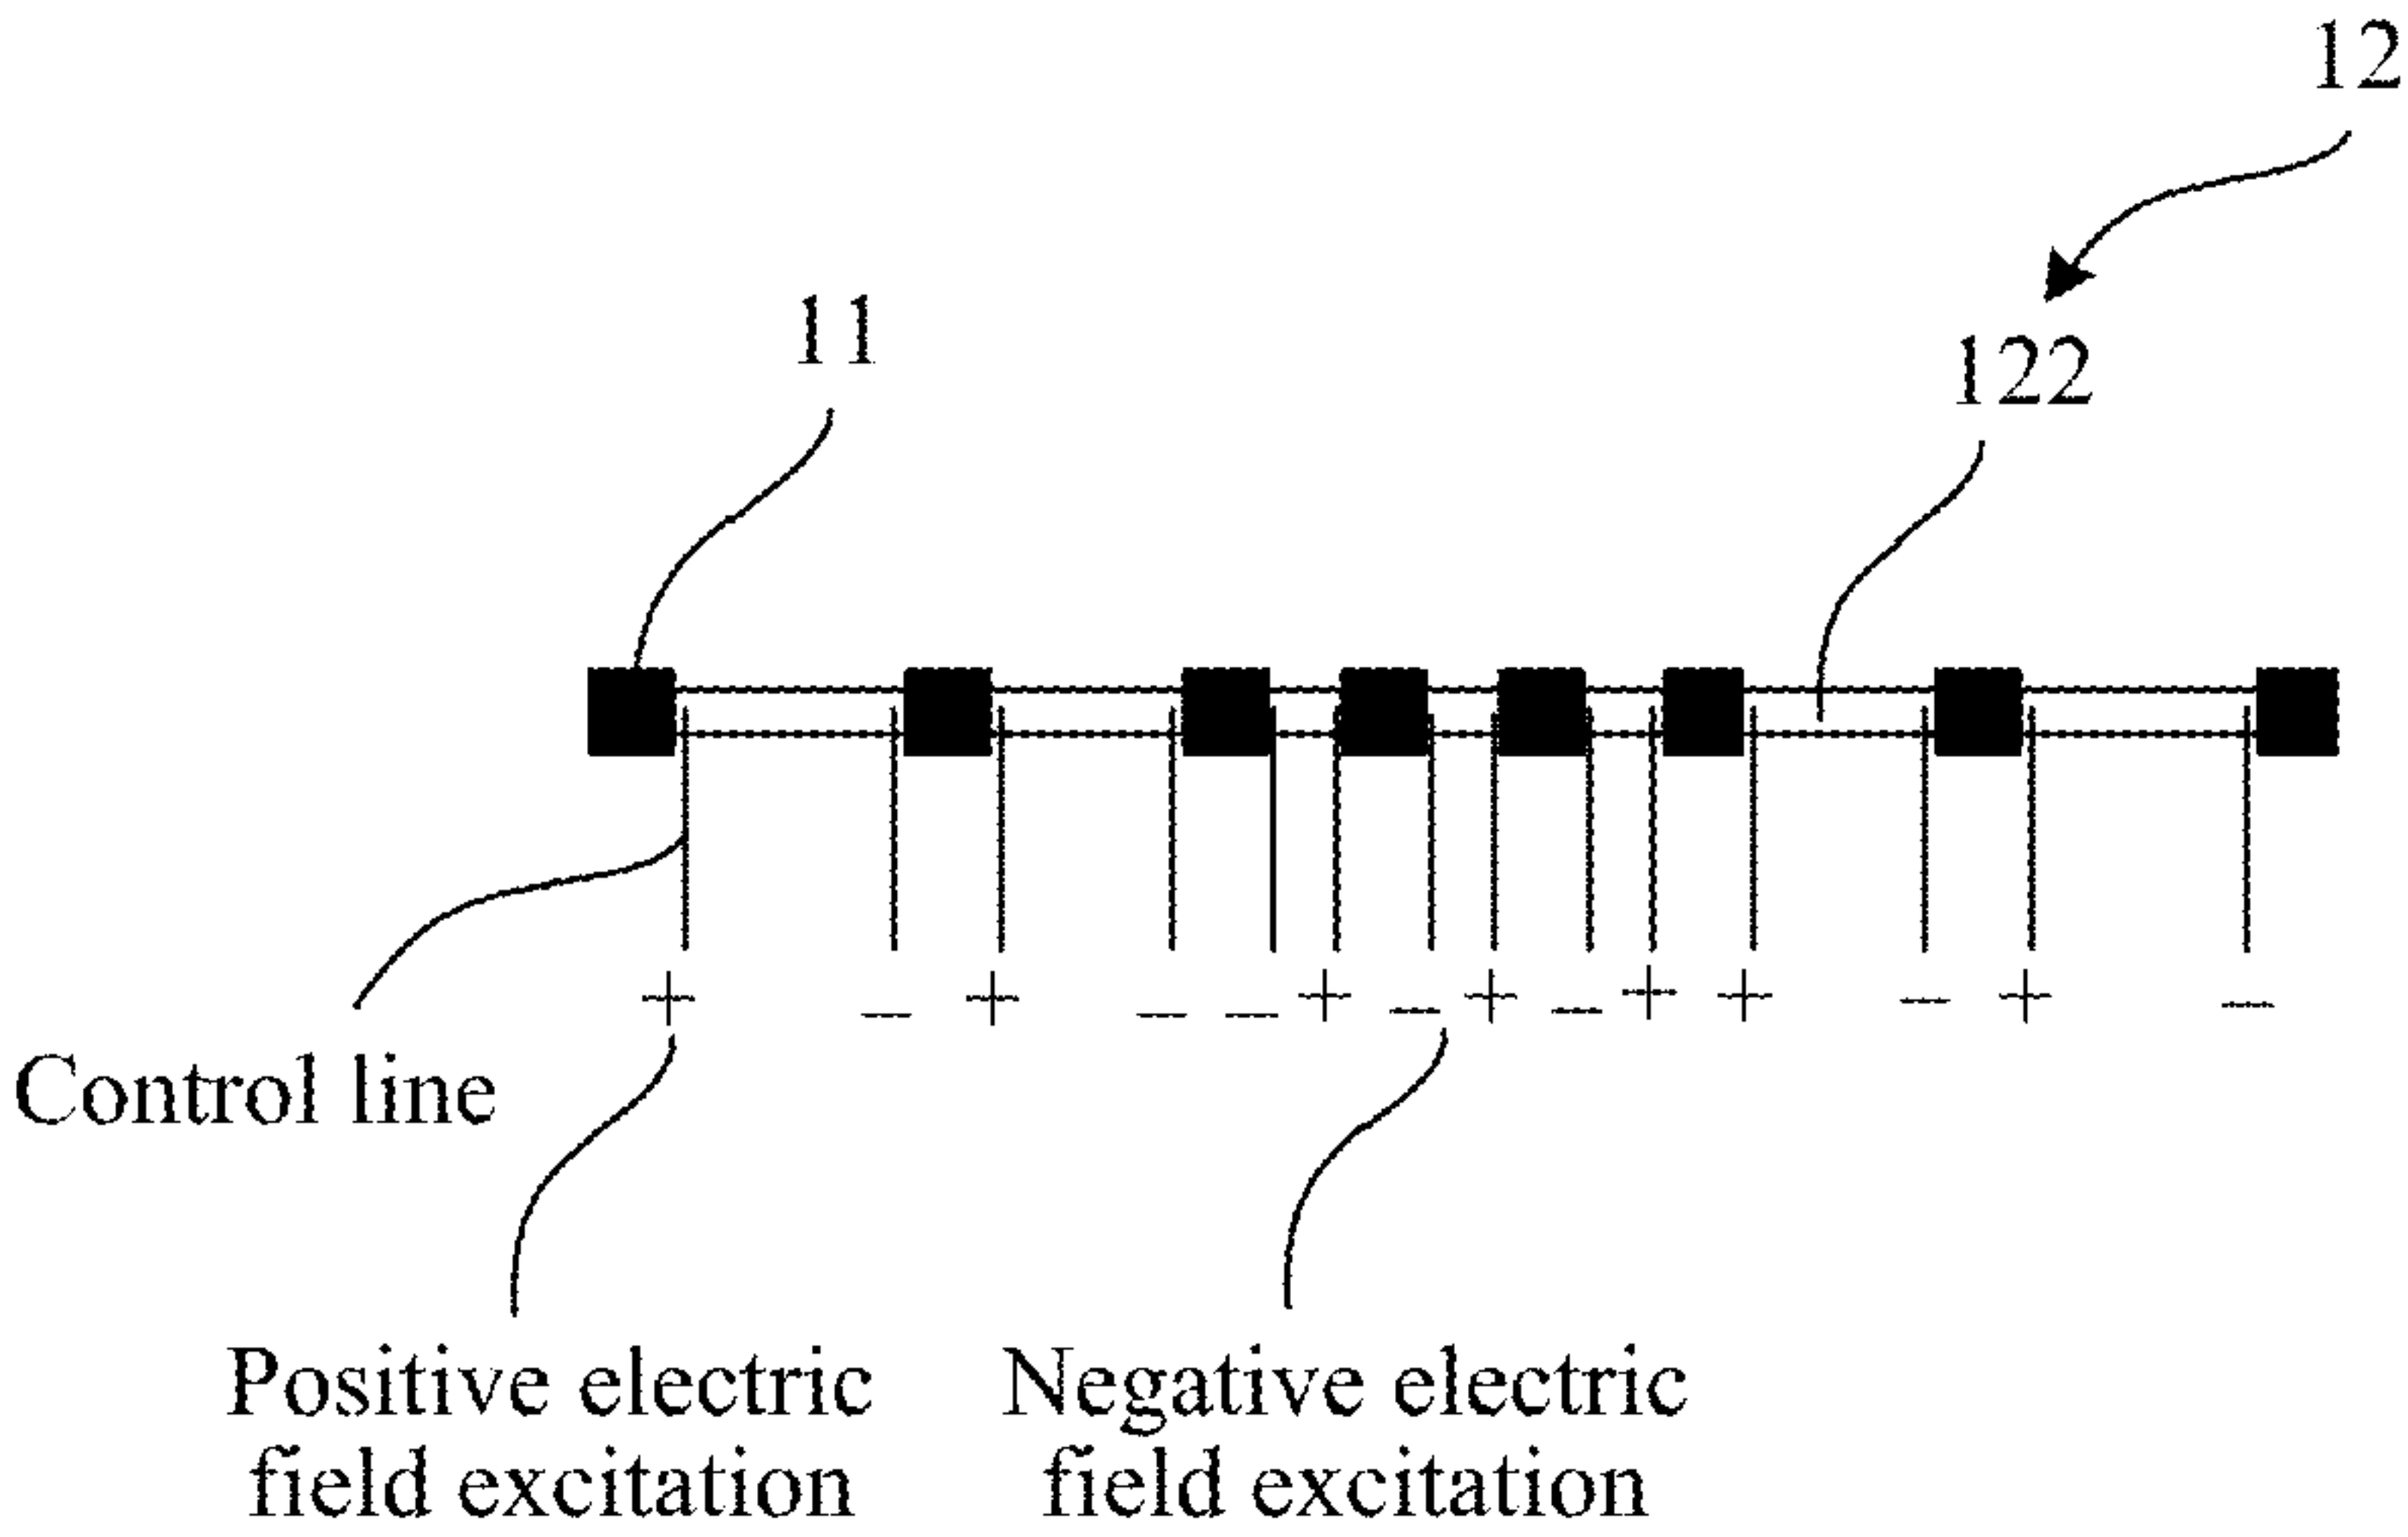 12
11
122
+ − + − − + − + − + + − + −
Control line
Positive electric
field excitation
Negative electric
field excitation